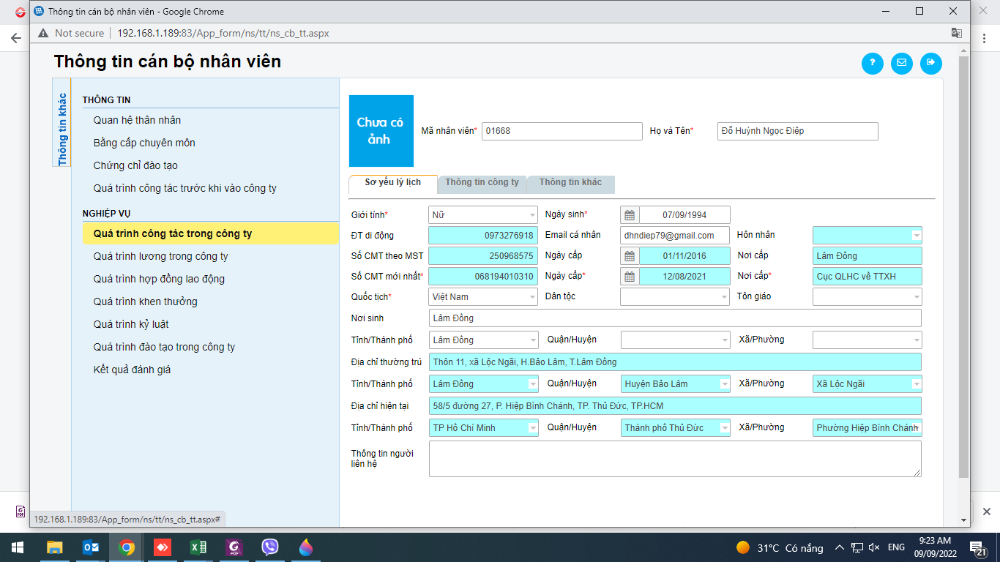 Thông tin cán bộ nhân viên - Google Chrome
Not secure 192.168.1.189:83/App_form/ns/tt/ns_cb_tt.aspx
Thông tin cán bộ nhân viên
?
Thông tin khác
THÔNG TIN
Quan hệ thân nhân
Bằng cấp chuyên môn
Chứng chỉ đào tạo
Quá trình công tác trước khi vào công ty
NGHIỆP VỤ
Quá trình công tác trong công ty
Quá trình lương trong công ty
Quá trình hợp đồng lao động
Quá trình khen thưởng
Quá trình kỷ luật
Quá trình đào tạo trong công ty
Kết quả đánh giá
Chưa có
ảnh
Mã nhân viên* 01668 Họ và Tên* Đỗ Huỳnh Ngọc Điệp
Sơ yếu lý lịch Thông tin công ty Thông tin khác
Giới tính* Nữ Ngày sinh* 07/09/1994
ĐT di động 0973276918 Email cá nhân dhndiep79@gmail.com Hôn nhân
Số CMT theo MST 250968575 Ngày cấp 01/11/2016 Nơi cấp Lâm Đồng
Số CMT mới nhất* 068194010310 Ngày cấp* 12/08/2021 Nơi cấp* Cục QLHC về TTXH
Quốc tịch* Việt Nam Dân tộc Tôn giáo
Nơi sinh Lâm Đồng
Tỉnh/Thành phố Lâm Đồng Quận/Huyện Xã/Phường
Địa chỉ thường trú Thôn 11, xã Lộc Ngãi, H.Bảo Lâm, T.Lâm Đồng
Tỉnh/Thành phố Lâm Đồng Quận/Huyện Huyện Bảo Lâm Xã/Phường Xã Lộc Ngãi
Địa chỉ hiện tại 58/5 đường 27, P. Hiệp Bình Chánh, TP. Thủ Đức, TP.HCM
Tỉnh/Thành phố TP Hồ Chí Minh Quận/Huyện Thành phố Thủ Đức Xã/Phường Phường Hiệp Bình Chánh
Thông tin người
liên hệ
192.168.1.189:83/App_form/ns/tt/ns_cb_tt.aspx#
31°C Có nắng ENG 9:23 AM
09/09/2022 21